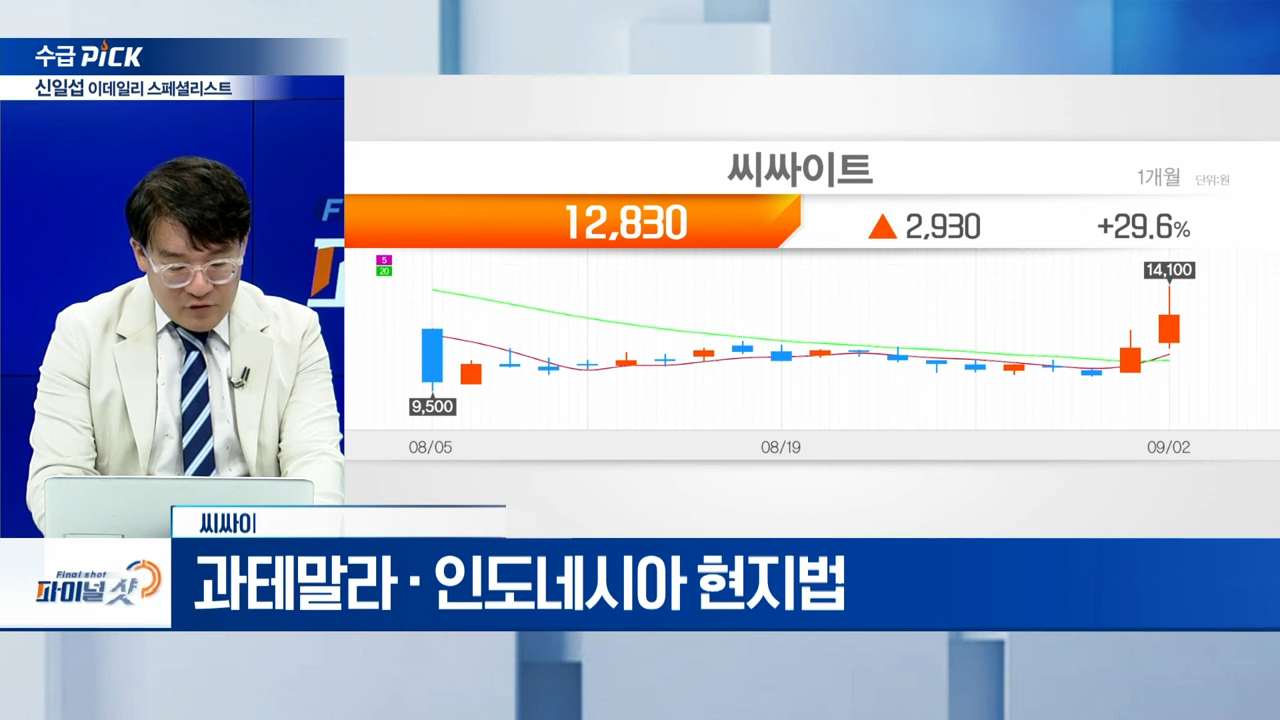 수급 PiCK
신일섭 이데일리 스페셜리스트
F
씨싸이트
1개월 단위:원
12,830 ▲ 2,930 +29.6%
5
20
14,100
9,500
08/05 08/19 09/02
씨싸이
Final shot
파이널 샷
과테말라·인도네시아 현지법